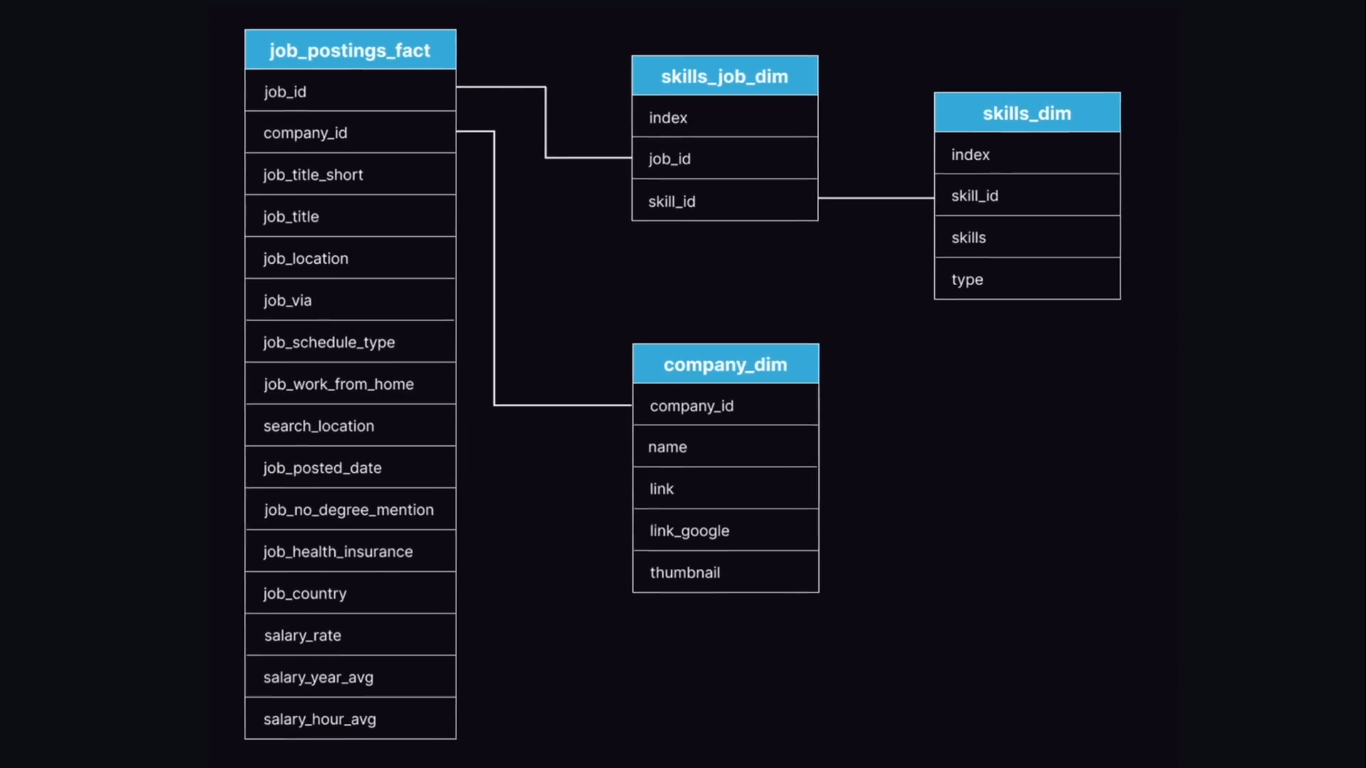 job_postings_fact
job_id
company_id
job_title_short
job_title
job_location
job_via
job_schedule_type
job_work_from_home
search_location
job_posted_date
job_no_degree_mention
job_health_insurance
job_country
salary_rate
salary_year_avg
salary_hour_avg
skills_job_dim
index
job_id
skill_id
company_dim
company_id
name
link
link_google
thumbnail
skills_dim
index
skill_id
skills
type